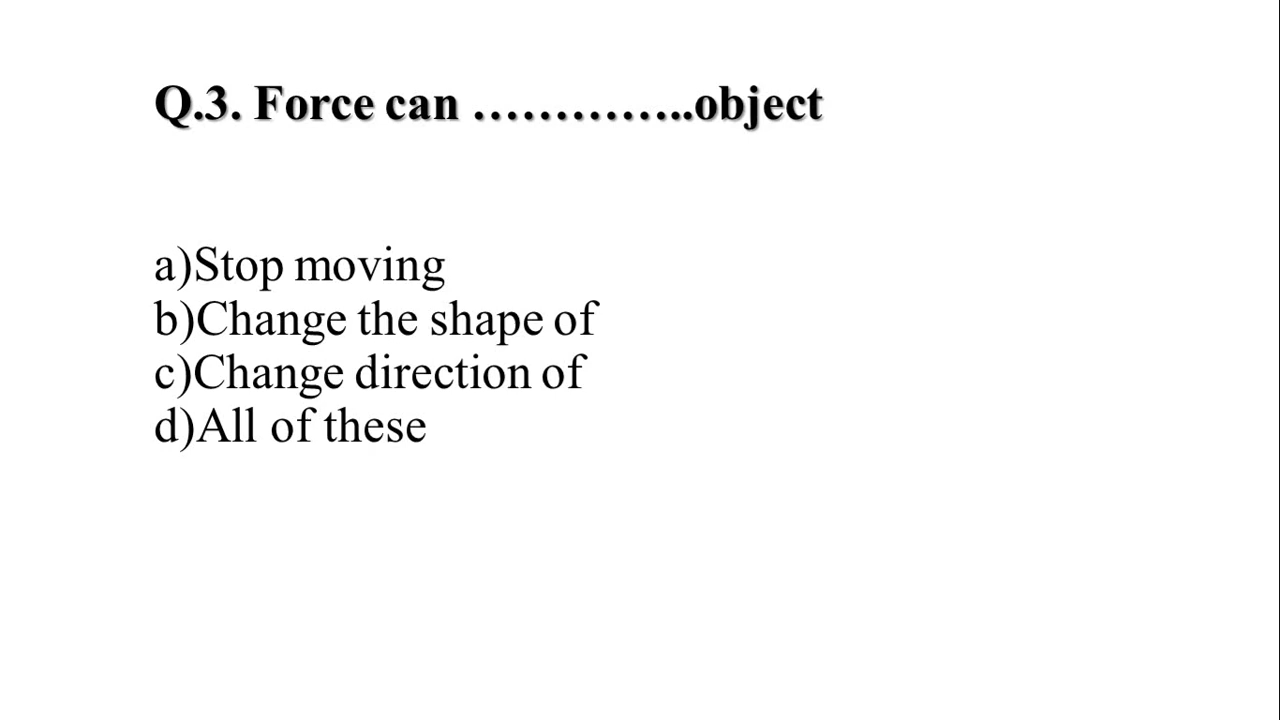 Q.3. Force can …………..object
a)Stop moving
b)Change the shape of
c)Change direction of
d)All of these